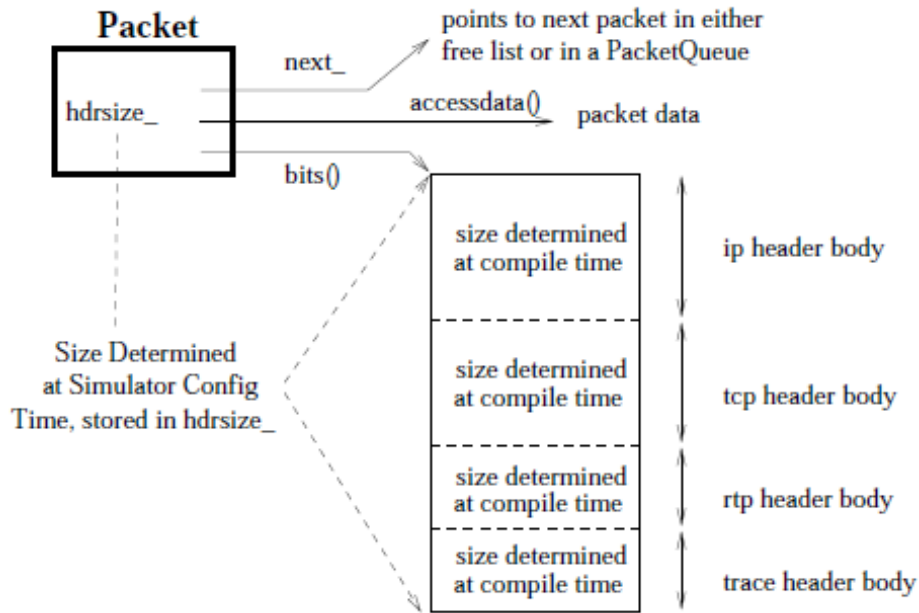 Packet
points to next packet in either
free list or in a PacketQueue
next_
hdrsize_
accessdata()
packet data
bits()
size determined
at compile time
ip header body
Size Determined
at Simulator Config
Time, stored in hdrsize_
size determined
at compile time
tcp header body
size determined
at compile time
rtp header body
size determined
at compile time
trace header body